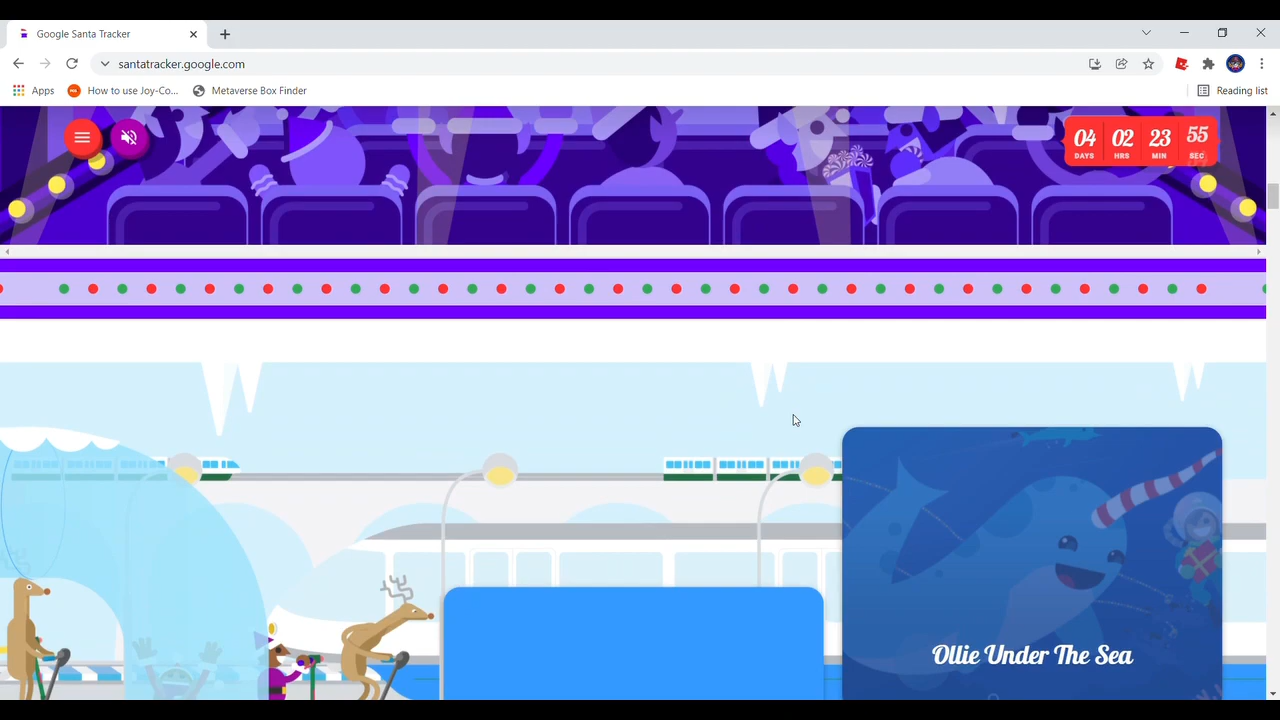 Google Santa Tracker
santatracker.google.com
Apps
How to use Joy-Co...
Metaverse Box Finder
Reading list
04 02 23 55
DAYS HRS MIN SEC
Ollie Under The Sea